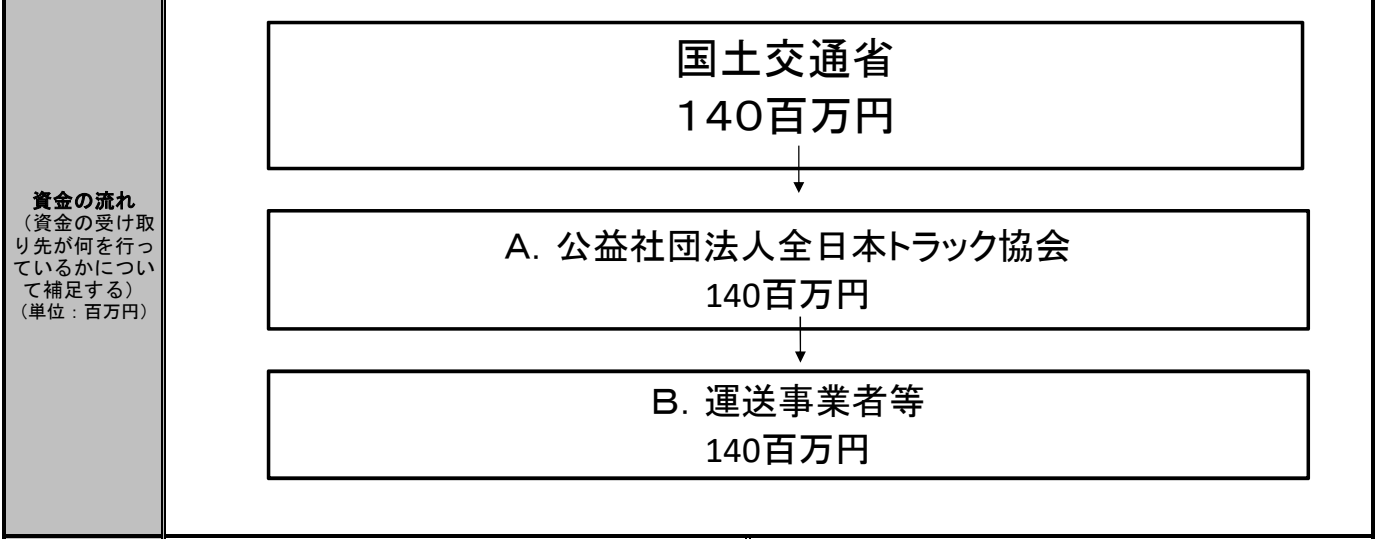 資金の流れ
（資金の受け取
り先が何を行っ
ているかについ
て補足する）
（単位：百万円）
国土交通省
１４０百万円
A．公益社団法人全日本トラック協会
140百万円
B．運送事業者等
140百万円